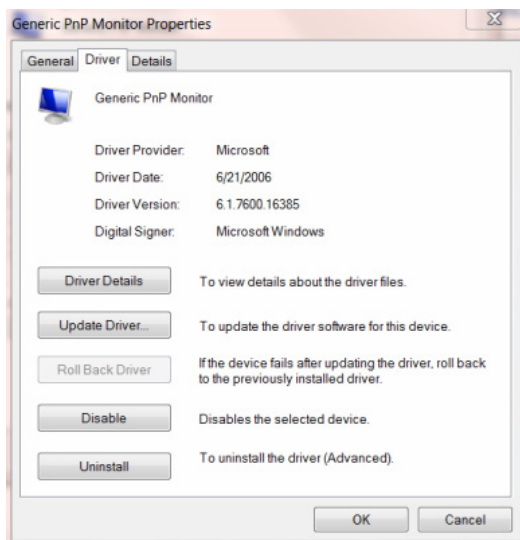 Generic PnP Monitor Properties
General Driver Details
Generic PnP Monitor
Driver Provider: Microsoft
Driver Date: 6/21/2006
Driver Version: 6.1.7600.16385
Digital Signer: Microsoft Windows
Driver Details To view details about the driver files.
Update Driver... To update the driver software for this device.
Roll Back Driver If the device fails after updating the driver, roll back
to the previously installed driver.
Disable Disables the selected device.
Uninstall To uninstall the driver (Advanced).
OK Cancel